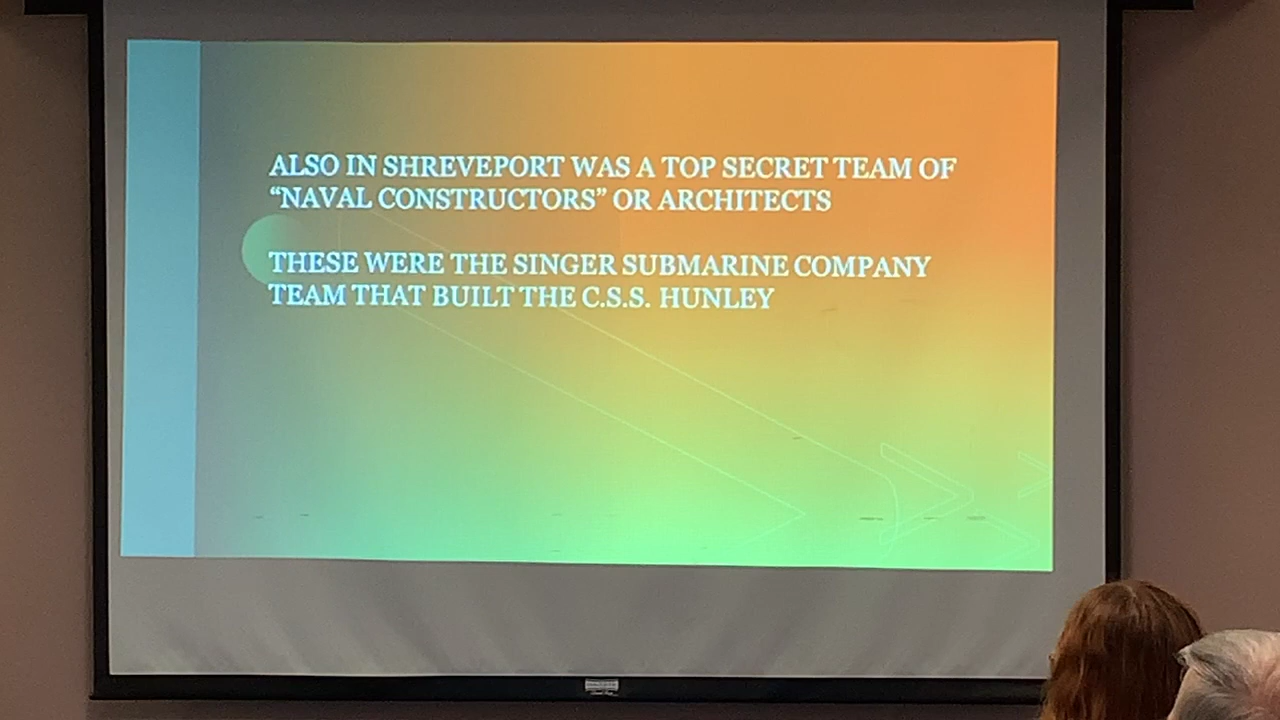 ALSO IN SHREVEPORT WAS A TOP SECRET TEAM OF
“NAVAL CONSTRUCTORS” OR ARCHITECTS
THESE WERE THE SINGER SUBMARINE COMPANY
TEAM THAT BUILT THE C.S.S. HUNLEY